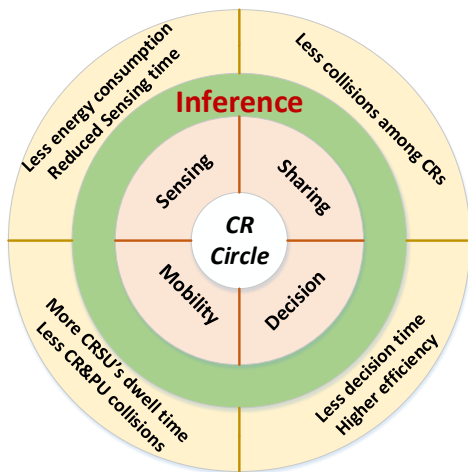 Less energy consumption
Reduced Sensing time
Less collisions among CRs
Inference
Sensing
Sharing
CR
Circle
Mobility
Decision
More CRSU's dwell time
Less CR&PU collisions
Less decision time
Higher efficiency